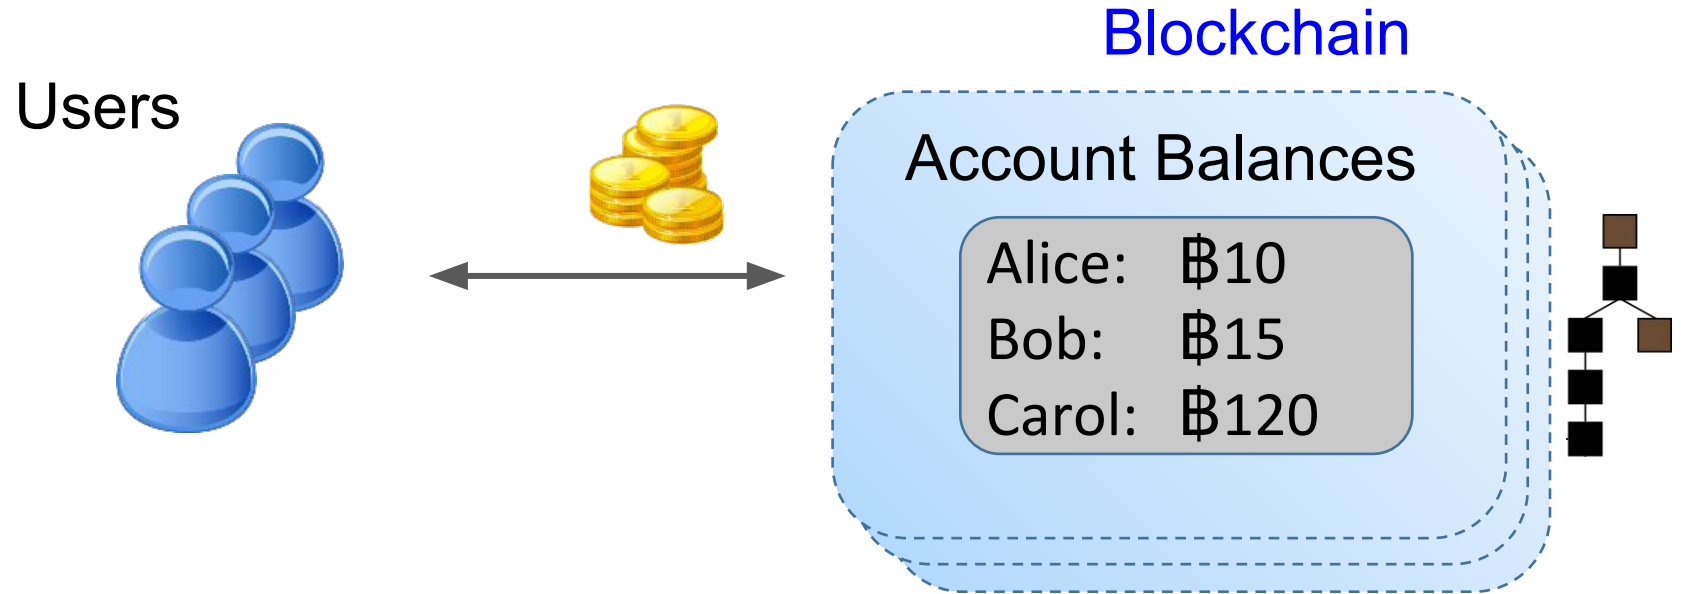 Blockchain
Users
Account Balances
Alice: ฿10
Bob: ฿15
Carol: ฿120